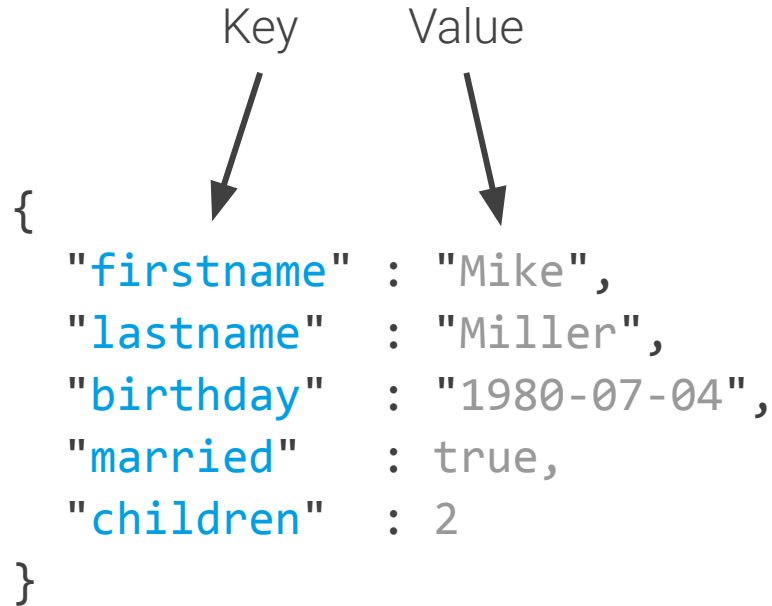 Key Value
{
"firstname" : "Mike",
"lastname" : "Miller",
"birthday" : "1980-07-04",
"married" : true,
"children" : 2
}